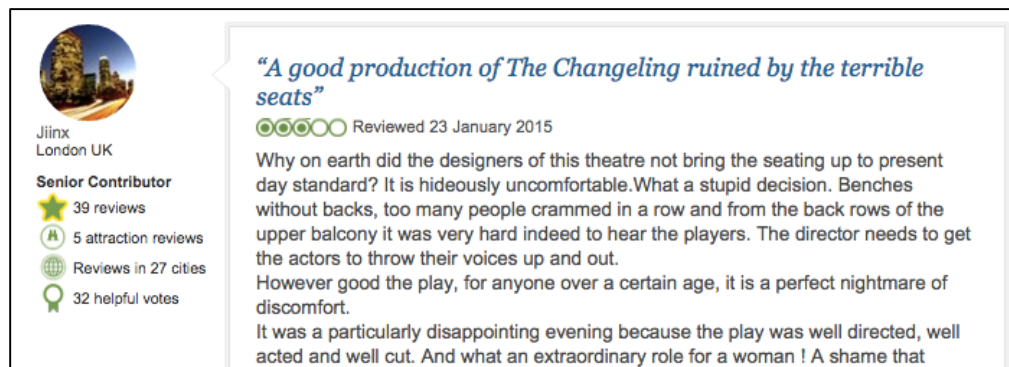 “A good production of The Changeling ruined by the terrible
seats”
Reviewed 23 January 2015
Jiinx
London UK
Senior Contributor
39 reviews
5 attraction reviews
Reviews in 27 cities
32 helpful votes
Why on earth did the designers of this theatre not bring the seating up to present
day standard? It is hideously uncomfortable.What a stupid decision. Benches
without backs, too many people crammed in a row and from the back rows of the
upper balcony it was very hard indeed to hear the players. The director needs to get
the actors to throw their voices up and out.
However good the play, for anyone over a certain age, it is a perfect nightmare of
discomfort.
It was a particularly disappointing evening because the play was well directed, well
acted and well cut. And what an extraordinary role for a woman ! A shame that